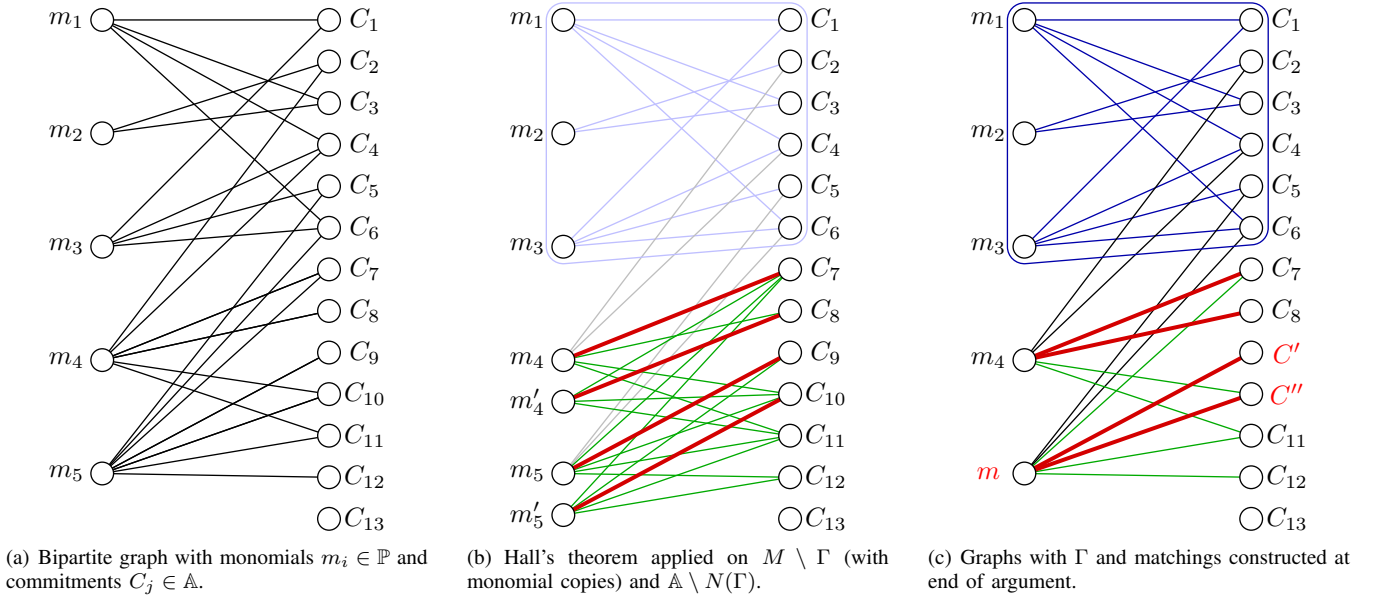 m₁
m₂
m₃
m₄
m₅
C₁
C₂
C₃
C₄
C₅
C₆
C₇
C₈
C₉
C₁₀
C₁₁
C₁₂
C₁₃
(a) Bipartite graph with monomials mᵢ ∈ ℙ and
commitments Cⱼ ∈ 𝔸.
m₁
m₂
m₃
m₄
m′₄
m₅
m′₅
C₁
C₂
C₃
C₄
C₅
C₆
C₇
C₈
C₉
C₁₀
C₁₁
C₁₂
C₁₃
(b) Hall's theorem applied on M \ Γ (with
monomial copies) and 𝔸 \ N(Γ).
m₁
m₂
m₃
m₄
m
C₁
C₂
C₃
C₄
C₅
C₆
C₇
C₈
C′
C′′
C₁₁
C₁₂
C₁₃
(c) Graphs with Γ and matchings constructed at
end of argument.